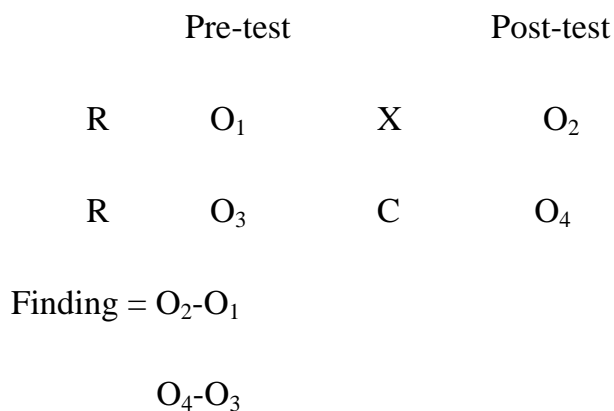 Pre-test Post-test
R O₁ X O₂
R O₃ C O₄
Finding = O₂-O₁
O₄-O₃